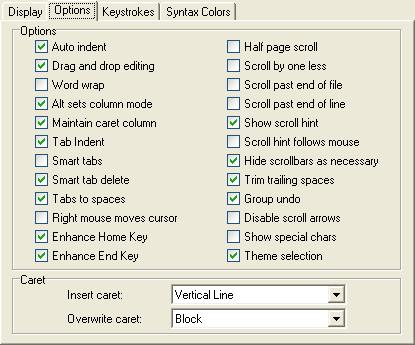 Display Options Keystrokes Syntax Colors
Options
Auto indent
Drag and drop editing
Word wrap
Alt sets column mode
Maintain caret column
Tab Indent
Smart tabs
Smart tab delete
Tabs to spaces
Right mouse moves cursor
Enhance Home Key
Enhance End Key
Half page scroll
Scroll by one less
Scroll past end of file
Scroll past end of line
Show scroll hint
Scroll hint follows mouse
Hide scrollbars as necessary
Trim trailing spaces
Group undo
Disable scroll arrows
Show special chars
Theme selection
Caret
Insert caret: Vertical Line
Overwrite caret: Block